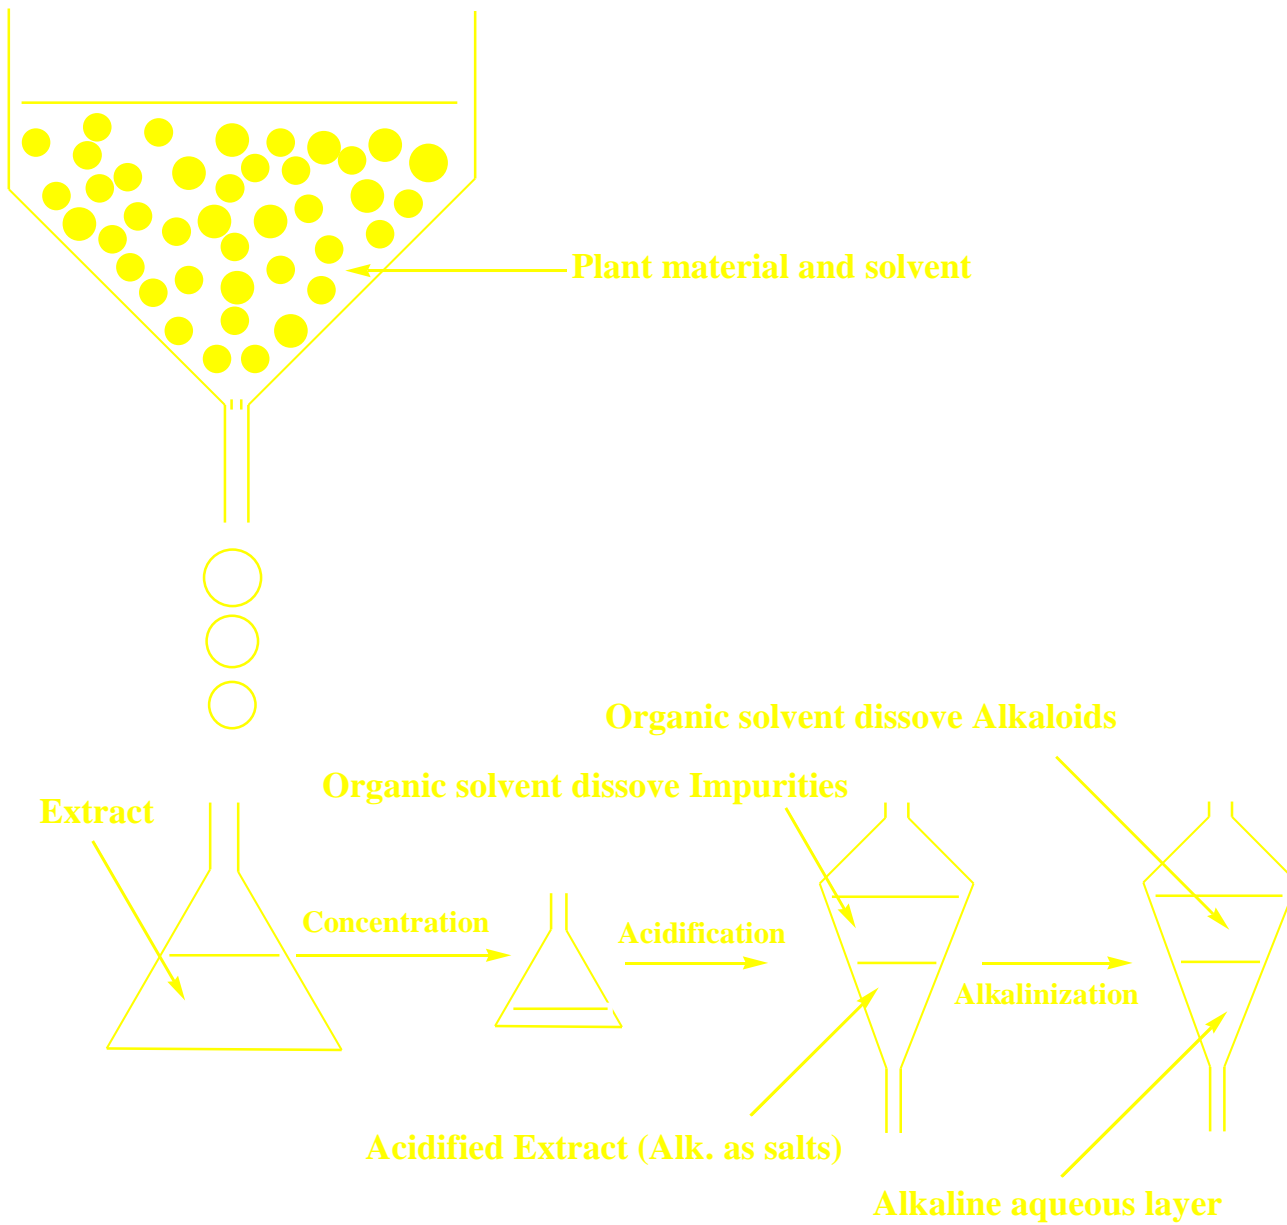 Plant material and solvent
Organic solvent dissove Alkaloids
Organic solvent dissove Impurities
Extract
Concentration
Acidification
Alkalinization
Acidified Extract (Alk. as salts)
Alkaline aqueous layer